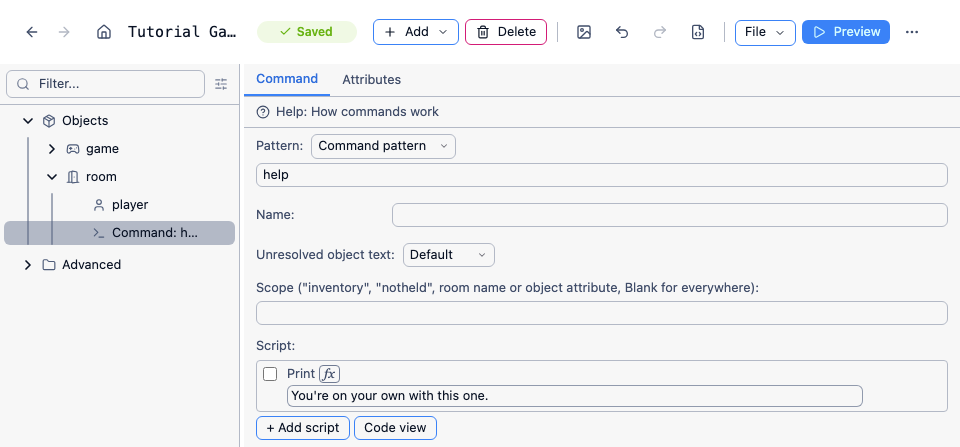 Tutorial Ga...
Saved
Add
Delete
File
Preview
Filter...
Objects
game
room
player
Command: h...
Advanced
Command
Attributes
Help: How commands work
Pattern:
Command pattern
help
Name:
Unresolved object text:
Default
Scope ("inventory", "notheld", room name or object attribute, Blank for everywhere):
Script:
Print
fx
You're on your own with this one.
+ Add script
Code view